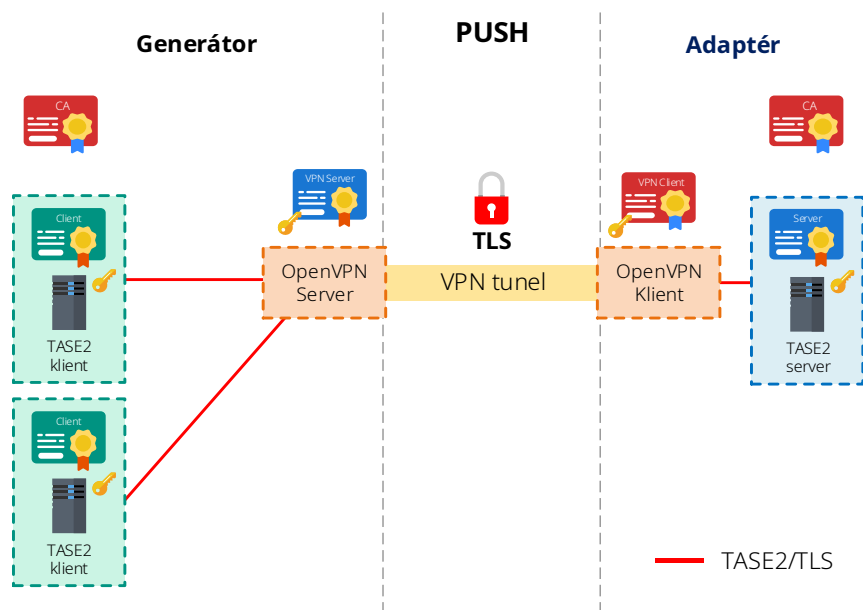 Generátor
PUSH
Adaptér
CA
CA
VPN Server
VPN Client
Client
Server
TLS
OpenVPN
Server
VPN tunel
OpenVPN
Klient
TASE2
klient
TASE2
server
Client
TASE2
klient
TASE2/TLS